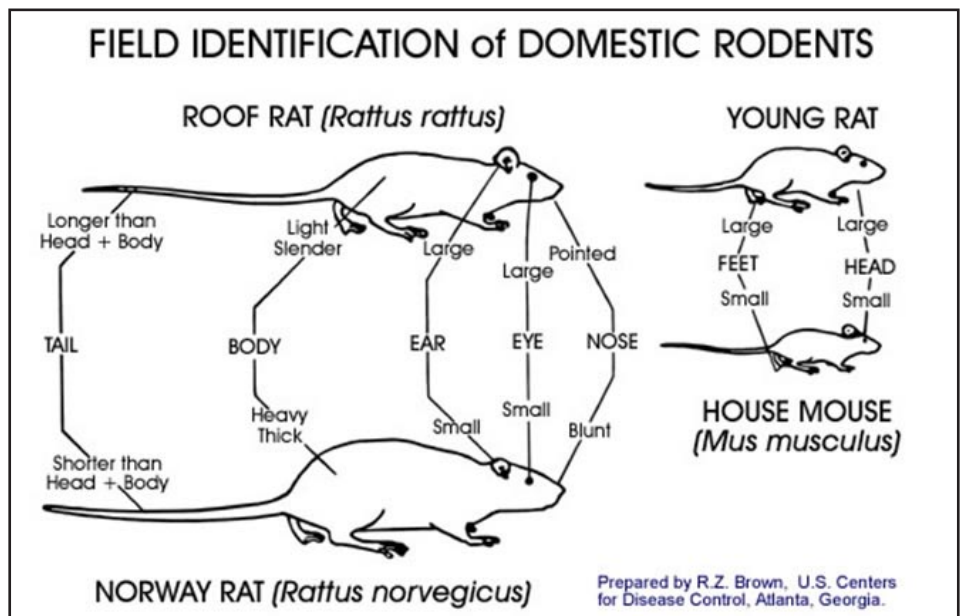 FIELD IDENTIFICATION of DOMESTIC RODENTS
ROOF RAT (Rattus rattus)
Longer than
Head + Body
Light
Slender
Large
Large
Pointed
TAIL
BODY
EAR
EYE
NOSE
Heavy
Thick
Small
Small
Blunt
Shorter than
Head + Body
NORWAY RAT (Rattus norvegicus)
YOUNG RAT
Large
Large
FEET
HEAD
Small
Small
HOUSE MOUSE
(Mus musculus)
Prepared by R.Z. Brown, U.S. Centers
for Disease Control, Atlanta, Georgia.